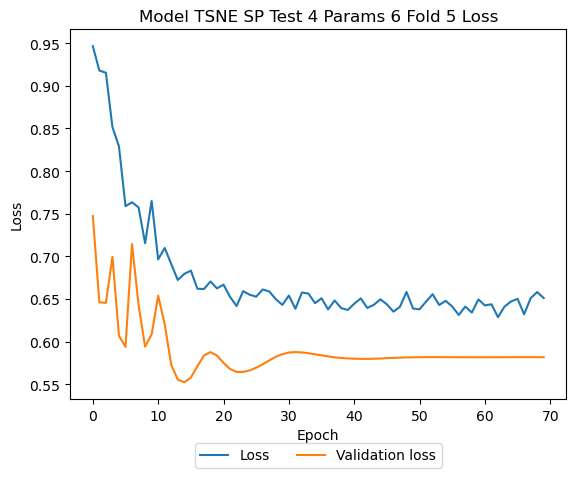 Model TSNE SP Test 4 Params 6 Fold 5 Loss
0.95
0.90
0.85
0.80
0.75
0.70
0.65
0.60
0.55
Loss
0 10 20 30 40 50 60 70
Epoch
Loss Validation loss